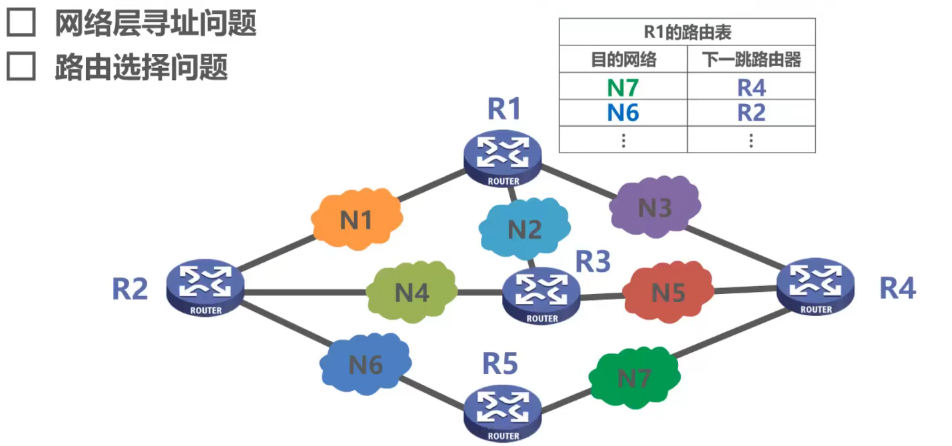 网络层寻址问题
路由选择问题
R1的路由表
目的网络 下一跳路由器
N7 R4
N6 R2
⋮ ⋮
R1
ROUTER
N1
N2
N3
R2
ROUTER
N4
R3
ROUTER
N5
R4
ROUTER
N6
R5
ROUTER
N7